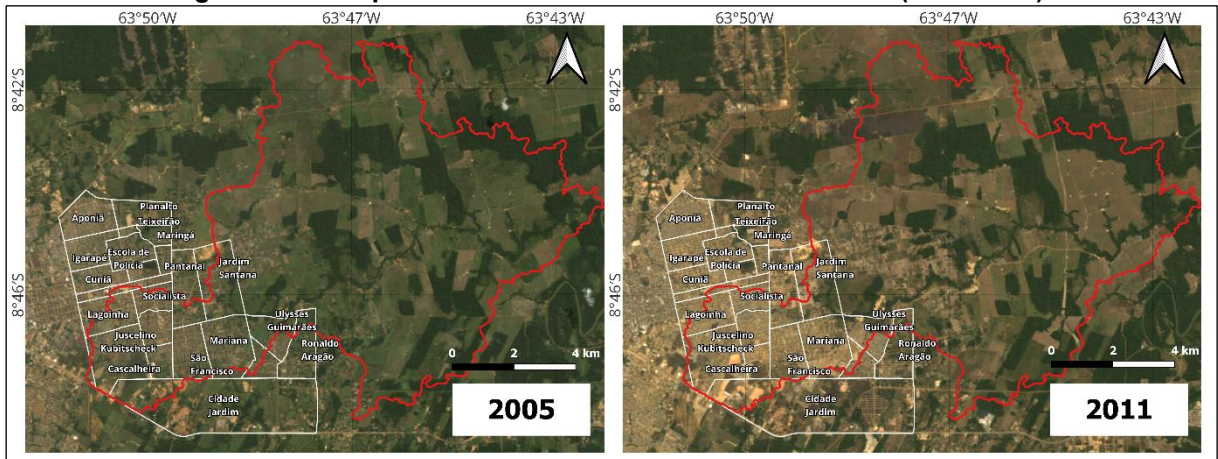 63°50'W 63°47'W 63°43'W
63°50'W 63°47'W 63°43'W
8°42'S
8°46'S
Aponiã
Planalto
Teixeirão
Maringá
Igarapé
Escola de
Polícia
Cuniã
Pantanal
Jardim
Santana
Socialista
Lagoinha
Juscelino
Kubitscheck
Cascalheira
Mariana
São
Francisco
Ulysses
Guimarães
Ronaldo
Aragão
Cidade
Jardim
0 2 4 km
2005
8°42'S
8°46'S
Aponiã
Planalto
Teixeirão
Maringá
Igarapé
Escola de
Polícia
Cuniã
Pantanal
Jardim
Santana
Socialista
Lagoinha
Juscelino
Kubitscheck
Cascalheira
Mariana
São
Francisco
Ulysses
Guimarães
Ronaldo
Aragão
Cidade
Jardim
0 2 4 km
2011